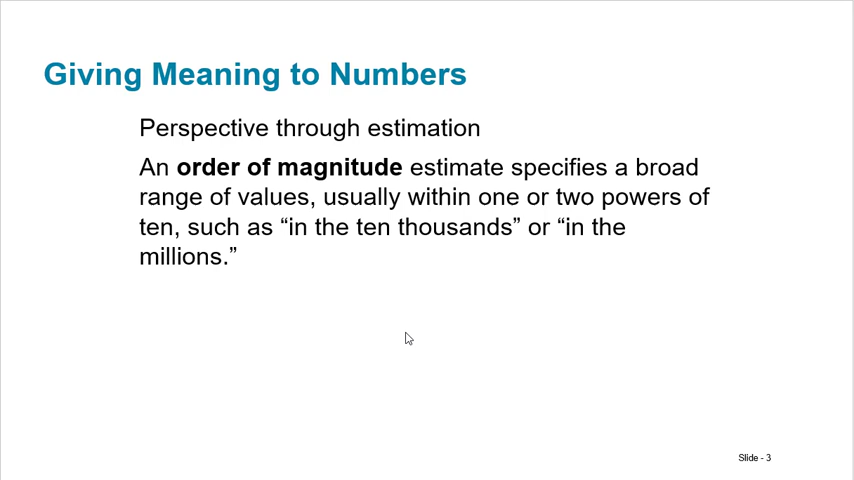 Giving Meaning to Numbers
Perspective through estimation
An order of magnitude estimate specifies a broad
range of values, usually within one or two powers of
ten, such as “in the ten thousands” or “in the
millions.”
Slide - 3